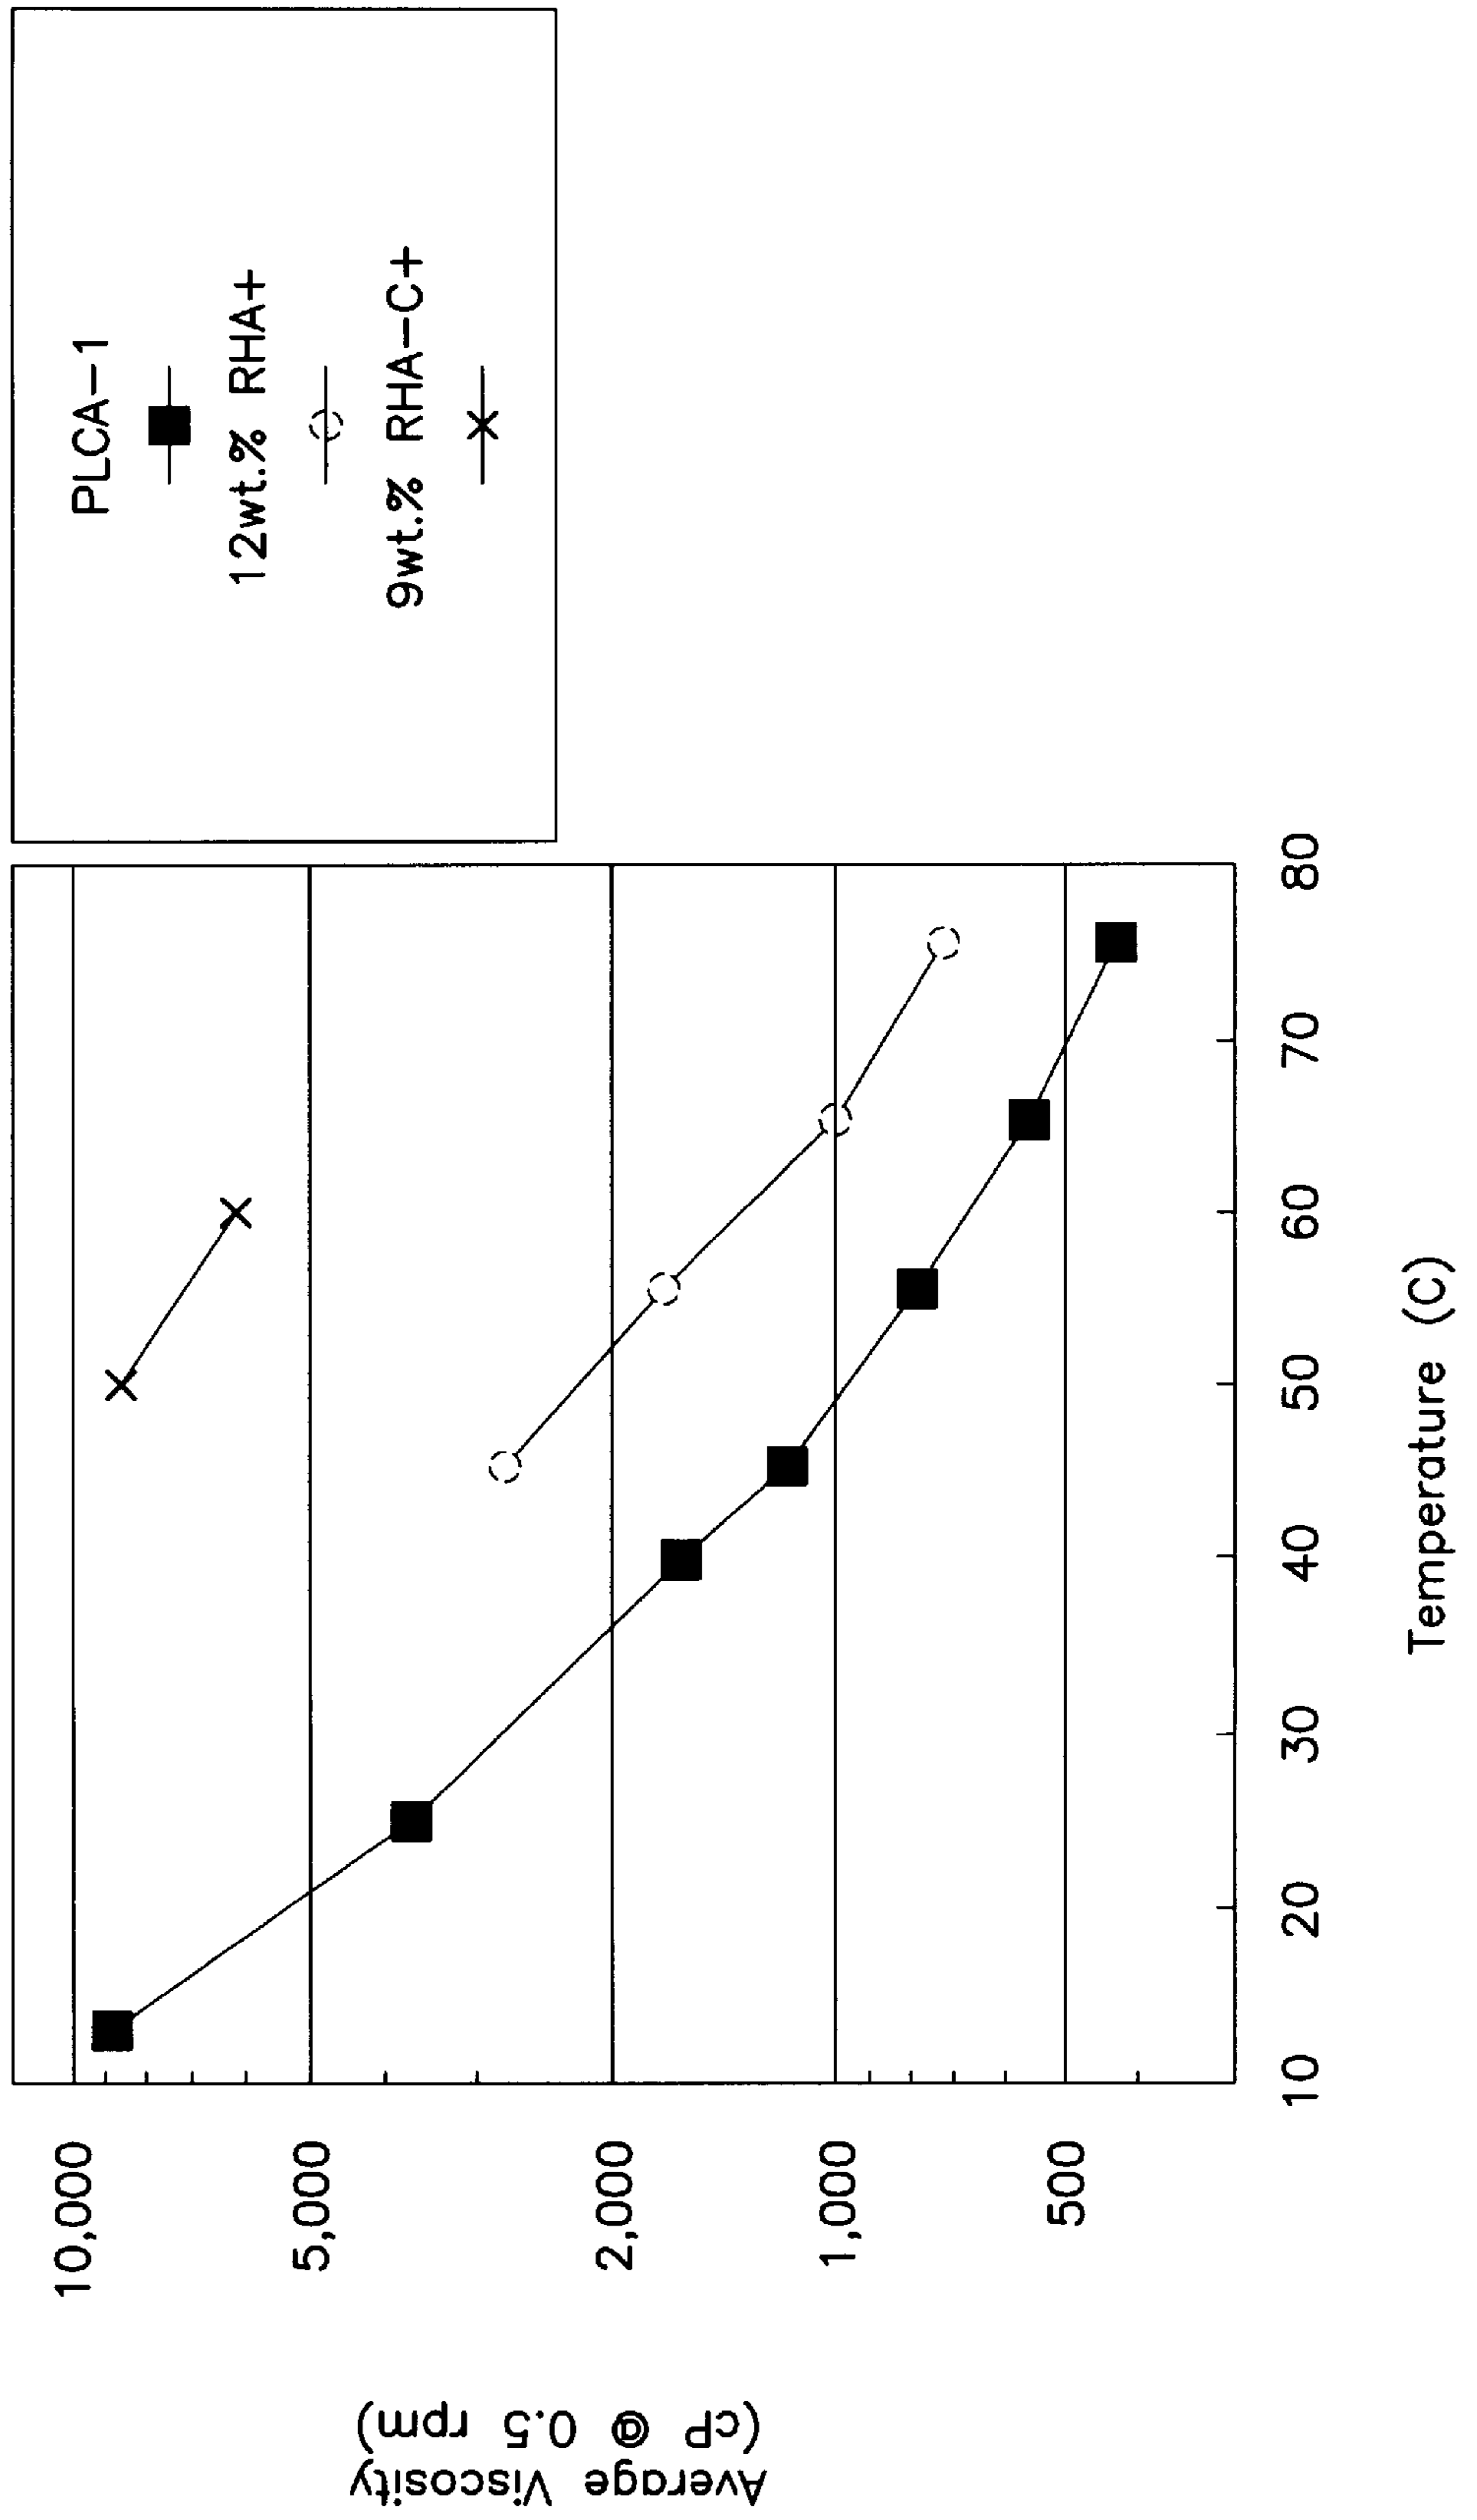 Average Viscosity
(cP @ 0.5 rpm)
10,000
5,000
2,000
1,000
500
10 20 30 40 50 60 70 80
Temperature (C)
PLCA-1
12wt.% RHA+
9wt.% RHA-C+